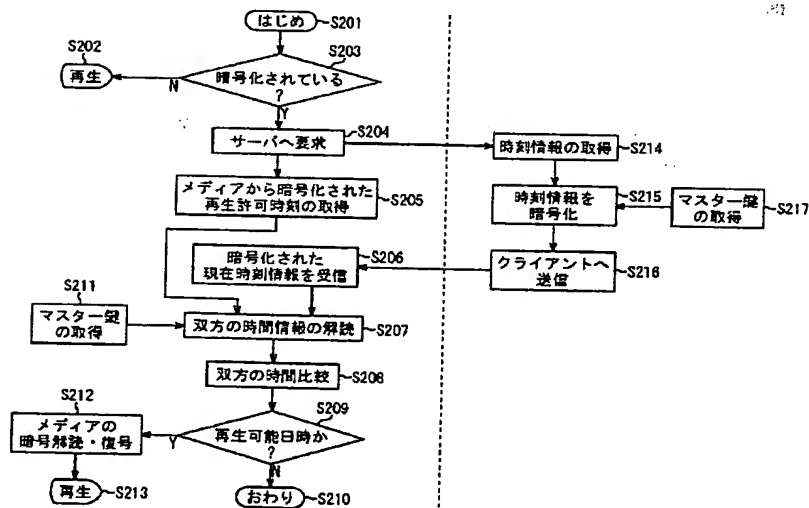 はじめ
S201
S202
S203
再生
N
暗号化されている
?
Y
サーバへ要求
S204
時刻情報の取得
S214
メディアから暗号化された
再生許可時刻の取得
S205
時刻情報を
暗号化
S215
マスター鍵
の取得
S217
暗号化された
現在時刻情報を受信
S206
クライアントへ
送信
S216
S211
マスター鍵
の取得
双方の時間情報の解読
S207
双方の時間比較
S208
S212
S209
メディアの
暗号解読・復号
Y
再生可能日時か
?
N
再生
S213
おわり
S210